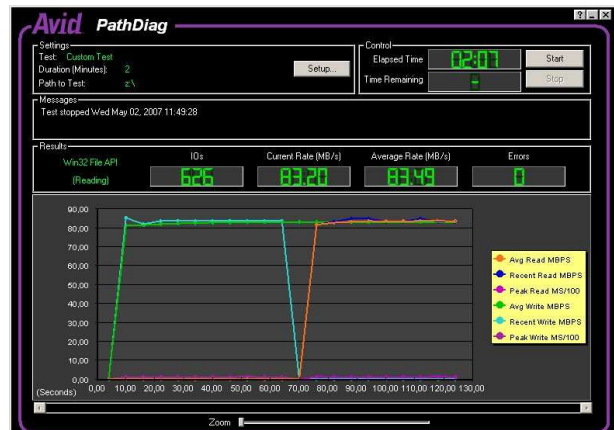 Avid PathDiag
? _ ×
Settings
Test: Custom Test
Duration (Minutes): 2
Path to Test: z:\
Setup...
Control
Elapsed Time 02:07
Time Remaining -
Start
Stop
Messages
Test stopped Wed May 02, 2007 11:49:28
Results
Win32 File API
(Reading)
IOs
626
Current Rate (MB/s)
83.20
Average Rate (MB/s)
83.49
Errors
0
90,00
80,00
70,00
60,00
50,00
40,00
30,00
20,00
10,00
0,00
(Seconds)
0,00 10,00 20,00 30,00 40,00 50,00 60,00 70,00 80,00 90,00 100,00 110,00 120,00 130,00
Avg Read MBPS
Recent Read MBPS
Peak Read MS/100
Avg Write MBPS
Recent Write MBPS
Peak Write MS/100
Zoom